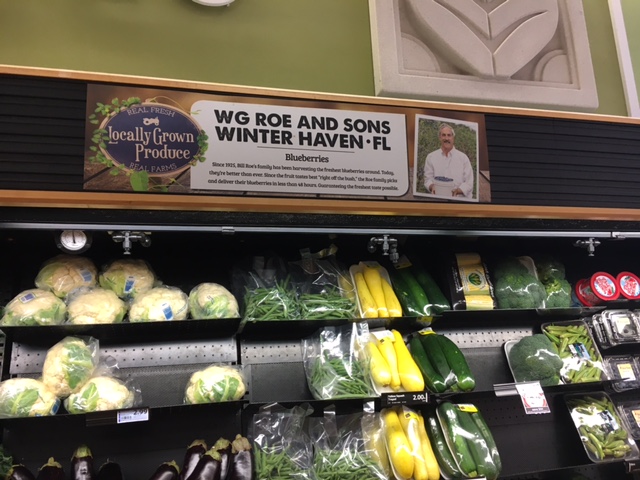 REAL FRESH
Locally Grown
Produce
REAL FARMS
WG ROE AND SONS
WINTER HAVEN • FL
Blueberries
Since 1925, Bill Roe's family has been harvesting the freshest blueberries around. Today,
they're better than ever. Since the fruit tastes best "right off the bush," the Roe family picks
and deliver their blueberries in less than 48 hours. Guaranteeing the freshest taste possible.
2.00